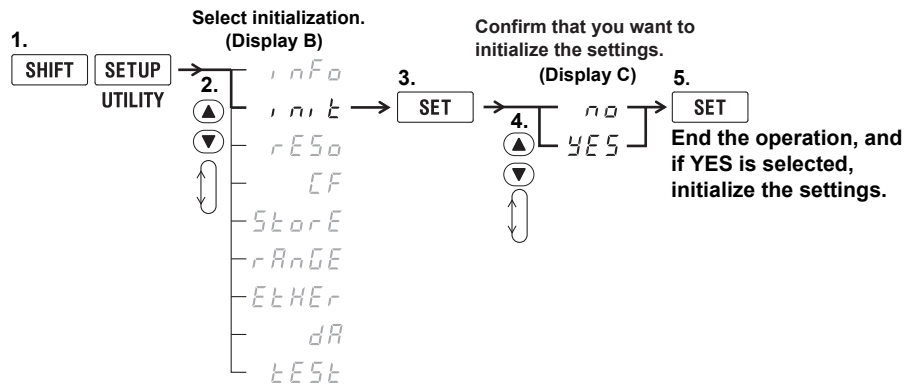 Select initialization.
(Display B)
Confirm that you want to
initialize the settings.
(Display C)
1.
SHIFT SETUP
UTILITY
2.
inFo
init
rESo
CF
StorE
rAnGE
EtHEr
dA
tESt
3.
SET
4.
no
YES
5.
SET
End the operation, and
if YES is selected,
initialize the settings.